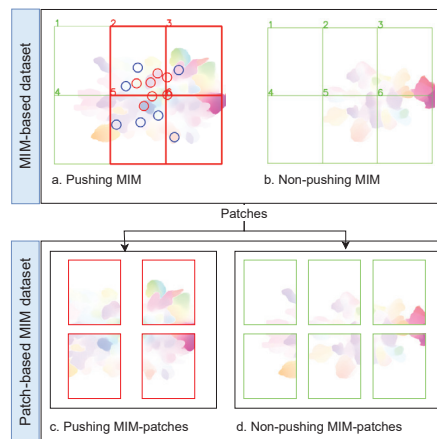 MIM-based dataset
1 2 3
4 5 6
a. Pushing MIM
1 2 3
4 5 6
b. Non-pushing MIM
Patches
Patch-based MIM dataset
c. Pushing MIM-patches
d. Non-pushing MIM-patches